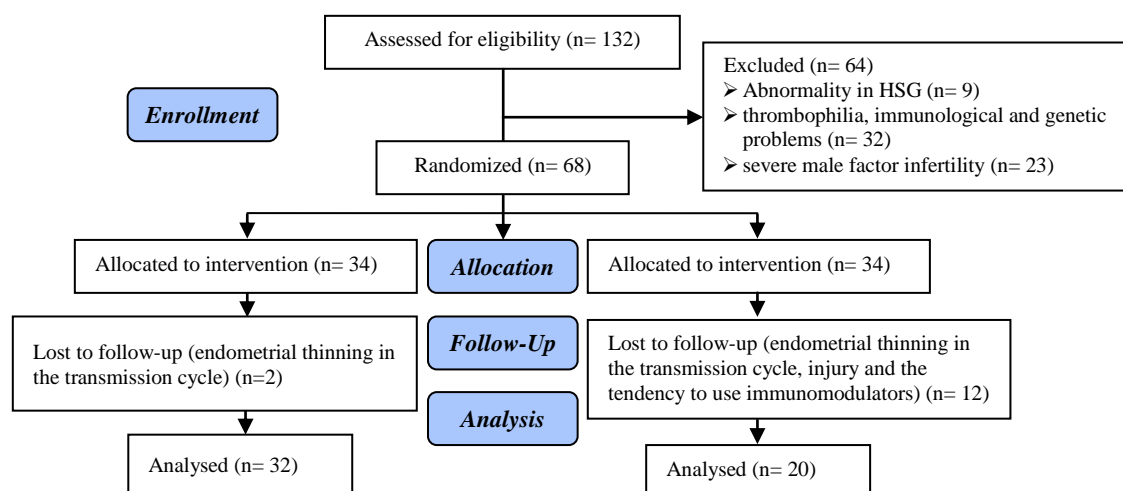 Assessed for eligibility (n= 132)
Excluded (n= 64)
➢ Abnormality in HSG (n= 9)
➢ thrombophilia, immunological and genetic
problems (n= 32)
➢ severe male factor infertility (n= 23)
Enrollment
Randomized (n= 68)
Allocated to intervention (n= 34)
Allocation
Allocated to intervention (n= 34)
Lost to follow-up (endometrial thinning in
the transmission cycle) (n=2)
Follow-Up
Lost to follow-up (endometrial thinning in
the transmission cycle, injury and the
tendency to use immunomodulators) (n= 12)
Analysis
Analysed (n= 32)
Analysed (n= 20)